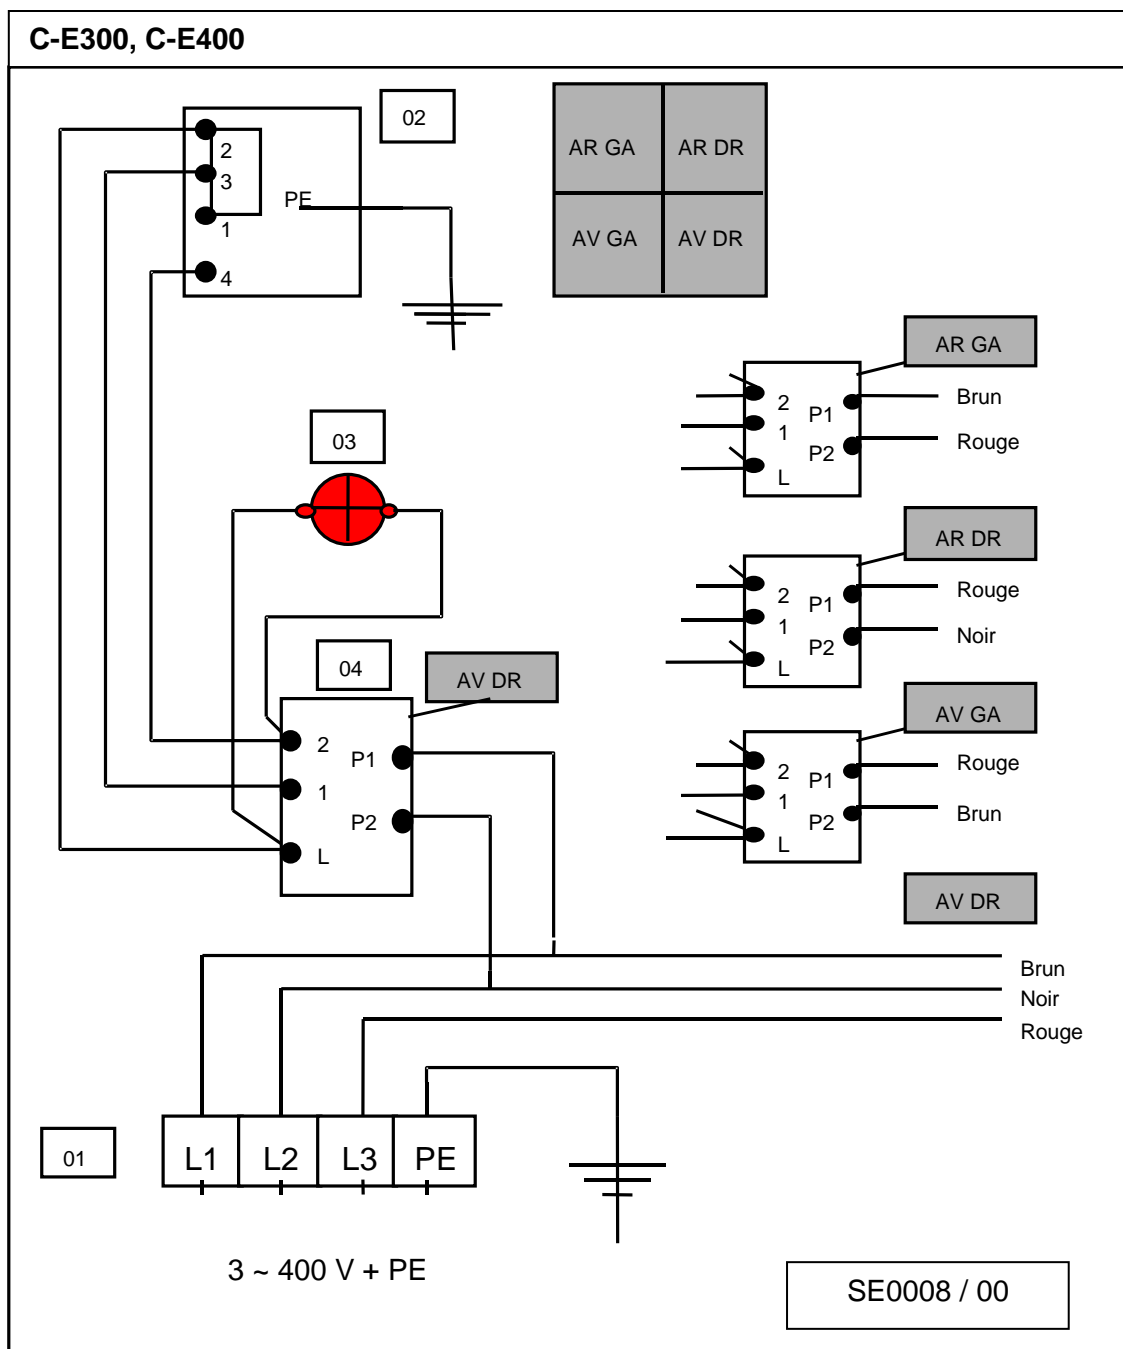 C-E300, C-E400
02
2
3
1
4
PE
AR GA
AR DR
AV GA
AV DR
AR GA
2
1
L
P1
P2
Brun
Rouge
03
AR DR
2
1
L
P1
P2
Rouge
Noir
04
AV DR
2
1
L
P1
P2
AV GA
2
1
L
P1
P2
Rouge
Brun
AV DR
Brun
Noir
Rouge
01
L1
L2
L3
PE
3 ~ 400 V + PE
SE0008 / 00